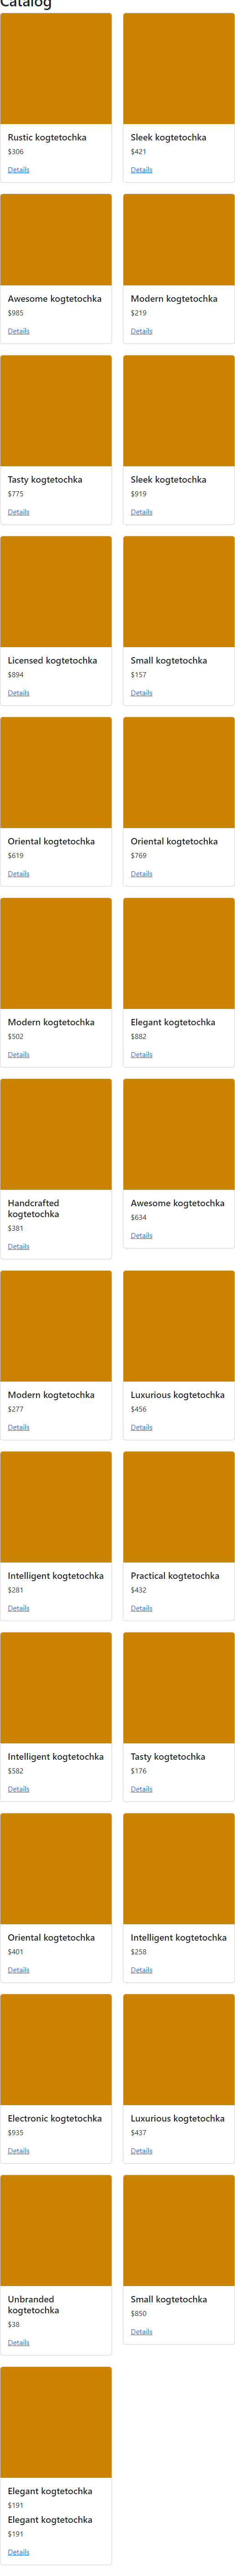 Catalog
Rustic kogtetochka
$306
Details
Sleek kogtetochka
$421
Details
Awesome kogtetochka
$985
Details
Modern kogtetochka
$219
Details
Tasty kogtetochka
$775
Details
Sleek kogtetochka
$919
Details
Licensed kogtetochka
$894
Details
Small kogtetochka
$157
Details
Oriental kogtetochka
$619
Details
Oriental kogtetochka
$769
Details
Modern kogtetochka
$502
Details
Elegant kogtetochka
$882
Details
Handcrafted
kogtetochka
$381
Details
Awesome kogtetochka
$634
Details
Modern kogtetochka
$277
Details
Luxurious kogtetochka
$456
Details
Intelligent kogtetochka
$281
Details
Practical kogtetochka
$432
Details
Intelligent kogtetochka
$582
Details
Tasty kogtetochka
$176
Details
Oriental kogtetochka
$401
Details
Intelligent kogtetochka
$258
Details
Electronic kogtetochka
$935
Details
Luxurious kogtetochka
$437
Details
Unbranded
kogtetochka
$38
Details
Small kogtetochka
$850
Details
Elegant kogtetochka
$191
Elegant kogtetochka
$191
Details